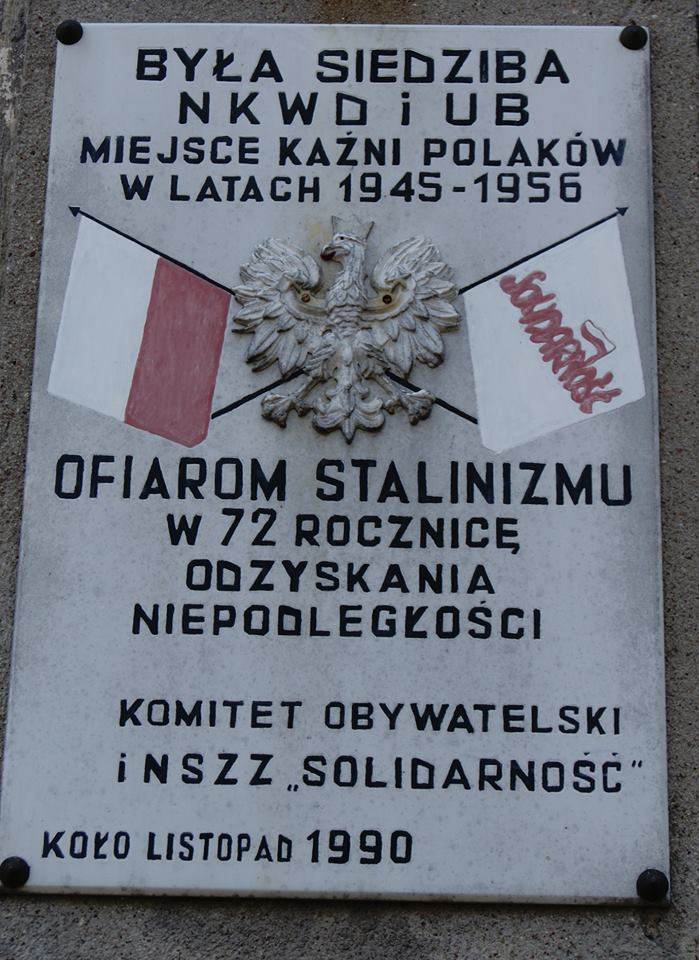 BYŁA SIEDZIBA
NKWD i UB
MIEJSCE KAŹNI POLAKÓW
W LATACH 1945-1956
SOLIDARNOŚĆ
OFIAROM STALINIZMU
W 72 ROCZNICĘ
ODZYSKANIA
NIEPODLEGŁOŚCI
KOMITET OBYWATELSKI
i NSZZ „SOLIDARNOŚĆ"
KOŁO LISTOPAD 1990